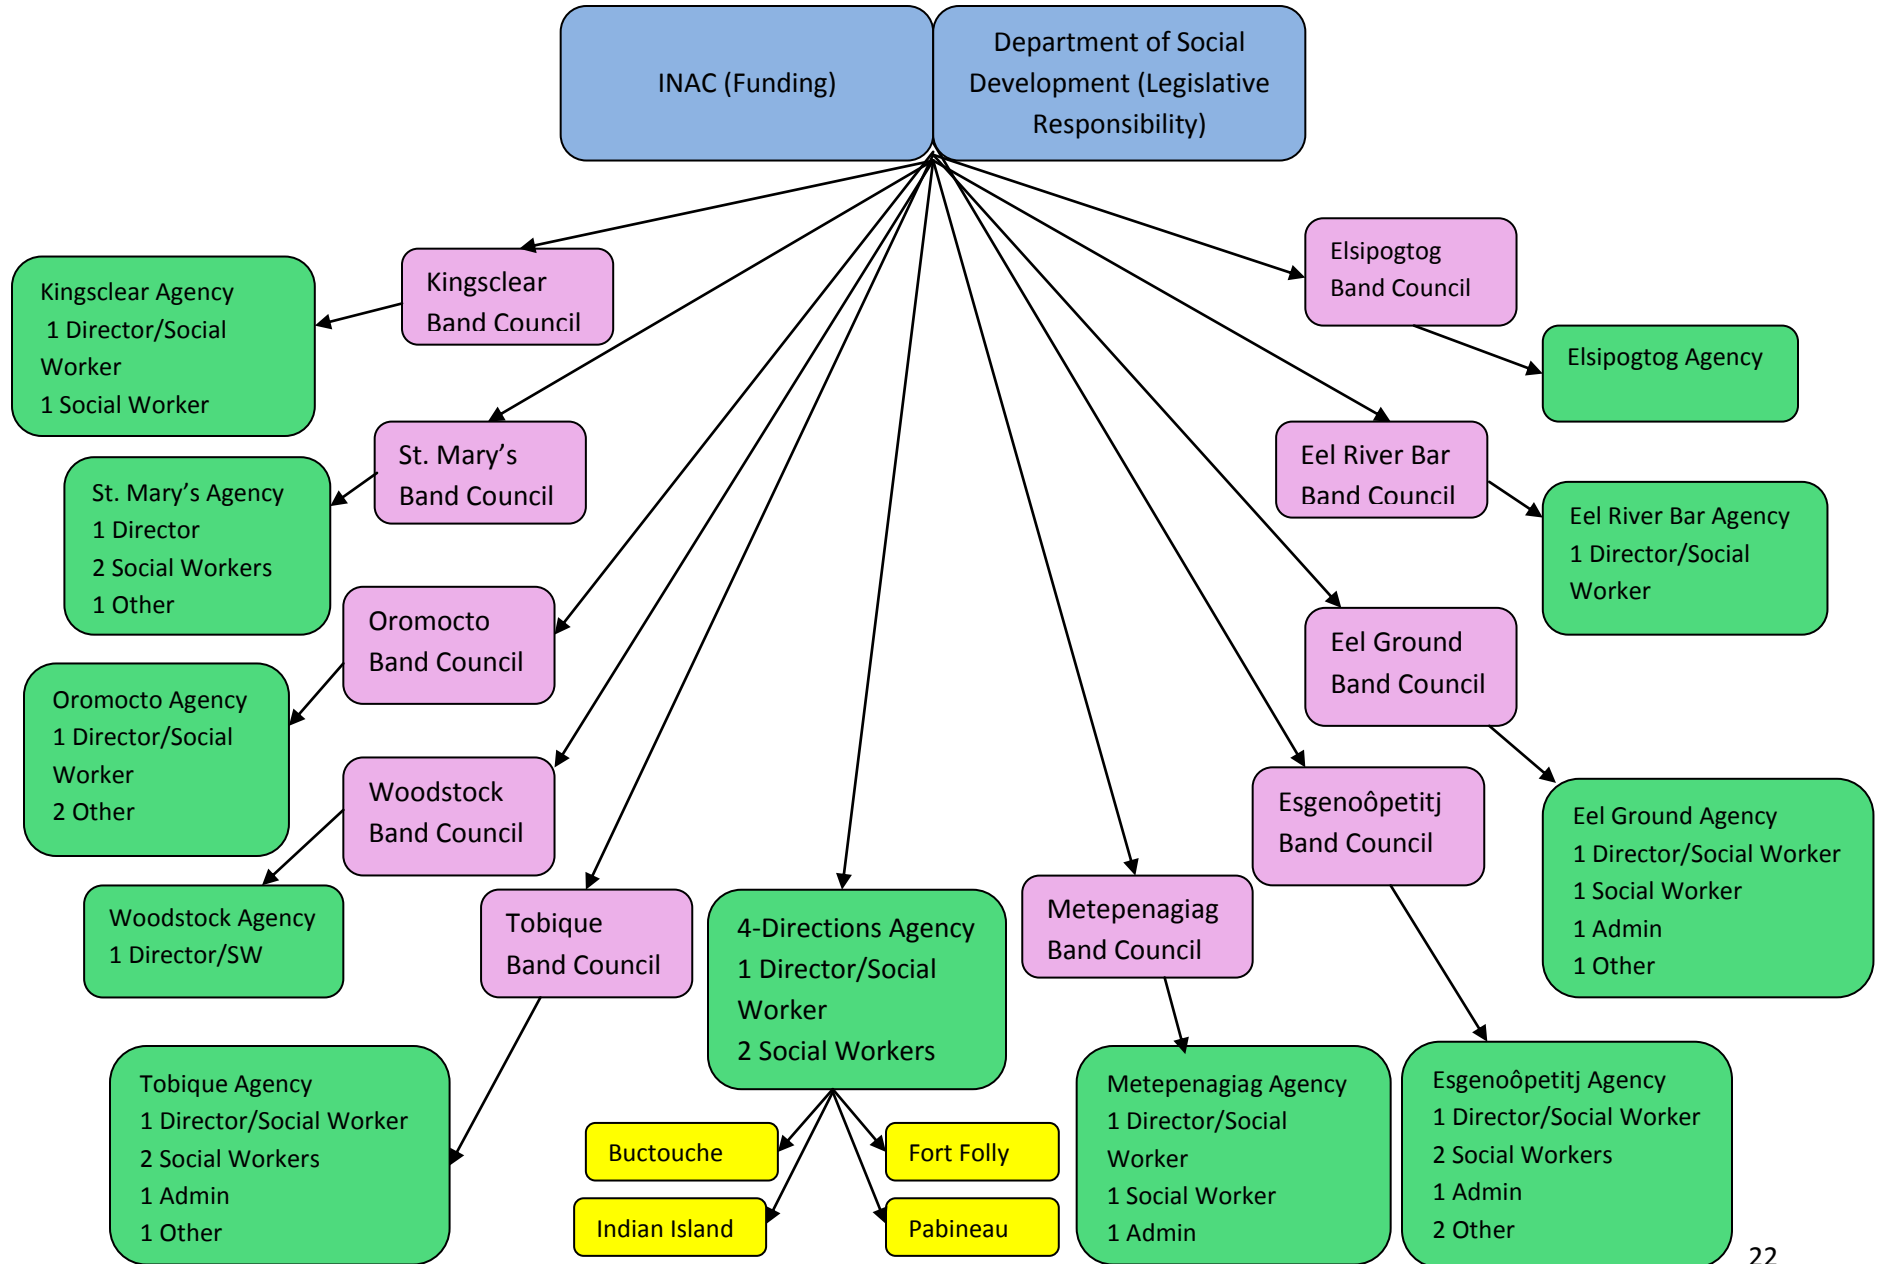 INAC (Funding)
Department of Social
Development (Legislative
Responsibility)
Kingsclear
Band Council
Kingsclear Agency
1 Director/Social
Worker
1 Social Worker
St. Mary’s
Band Council
St. Mary’s Agency
1 Director
2 Social Workers
1 Other
Oromocto
Band Council
Oromocto Agency
1 Director/Social
Worker
2 Other
Woodstock
Band Council
Woodstock Agency
1 Director/SW
Tobique
Band Council
Tobique Agency
1 Director/Social Worker
2 Social Workers
1 Admin
1 Other
4-Directions Agency
1 Director/Social
Worker
2 Social Workers
Buctouche
Fort Folly
Indian Island
Pabineau
Metepenagiag
Band Council
Metepenagiag Agency
1 Director/Social
Worker
1 Social Worker
1 Admin
Esgenoôpetitj
Band Council
Esgenoôpetitj Agency
1 Director/Social Worker
2 Social Workers
1 Admin
2 Other
Eel Ground
Band Council
Eel Ground Agency
1 Director/Social Worker
1 Social Worker
1 Admin
1 Other
Eel River Bar
Band Council
Eel River Bar Agency
1 Director/Social
Worker
Elsipogtog
Band Council
Elsipogtog Agency
22